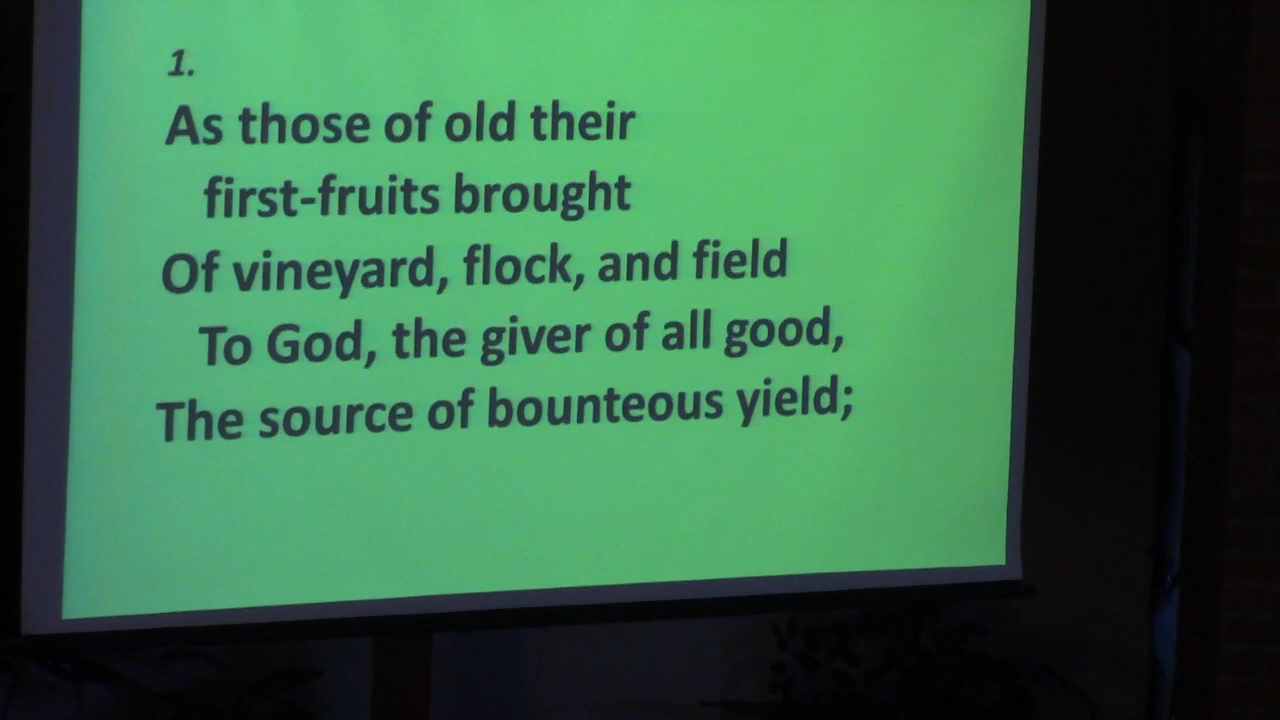 1.
As those of old their
first-fruits brought
Of vineyard, flock, and field
To God, the giver of all good,
The source of bounteous yield;